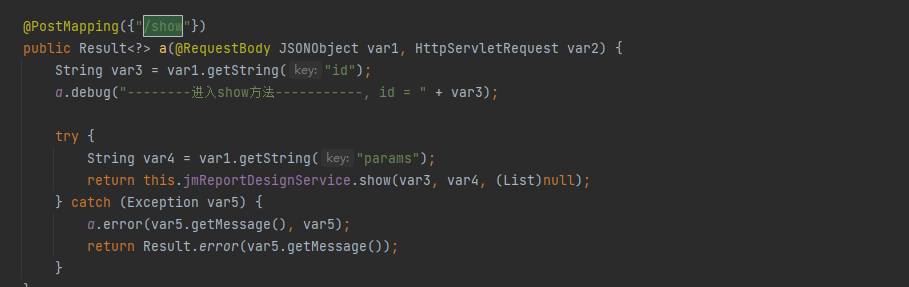 @PostMapping({"/show"})
public Result<?> a(@RequestBody JSONObject var1, HttpServletRequest var2) {
String var3 = var1.getString( key: "id");
a.debug("--------进入show方法-----------, id = " + var3);
try {
String var4 = var1.getString( key: "params");
return this.jmReportDesignService.show(var3, var4, (List)null);
} catch (Exception var5) {
a.error(var5.getMessage(), var5);
return Result.error(var5.getMessage());
}